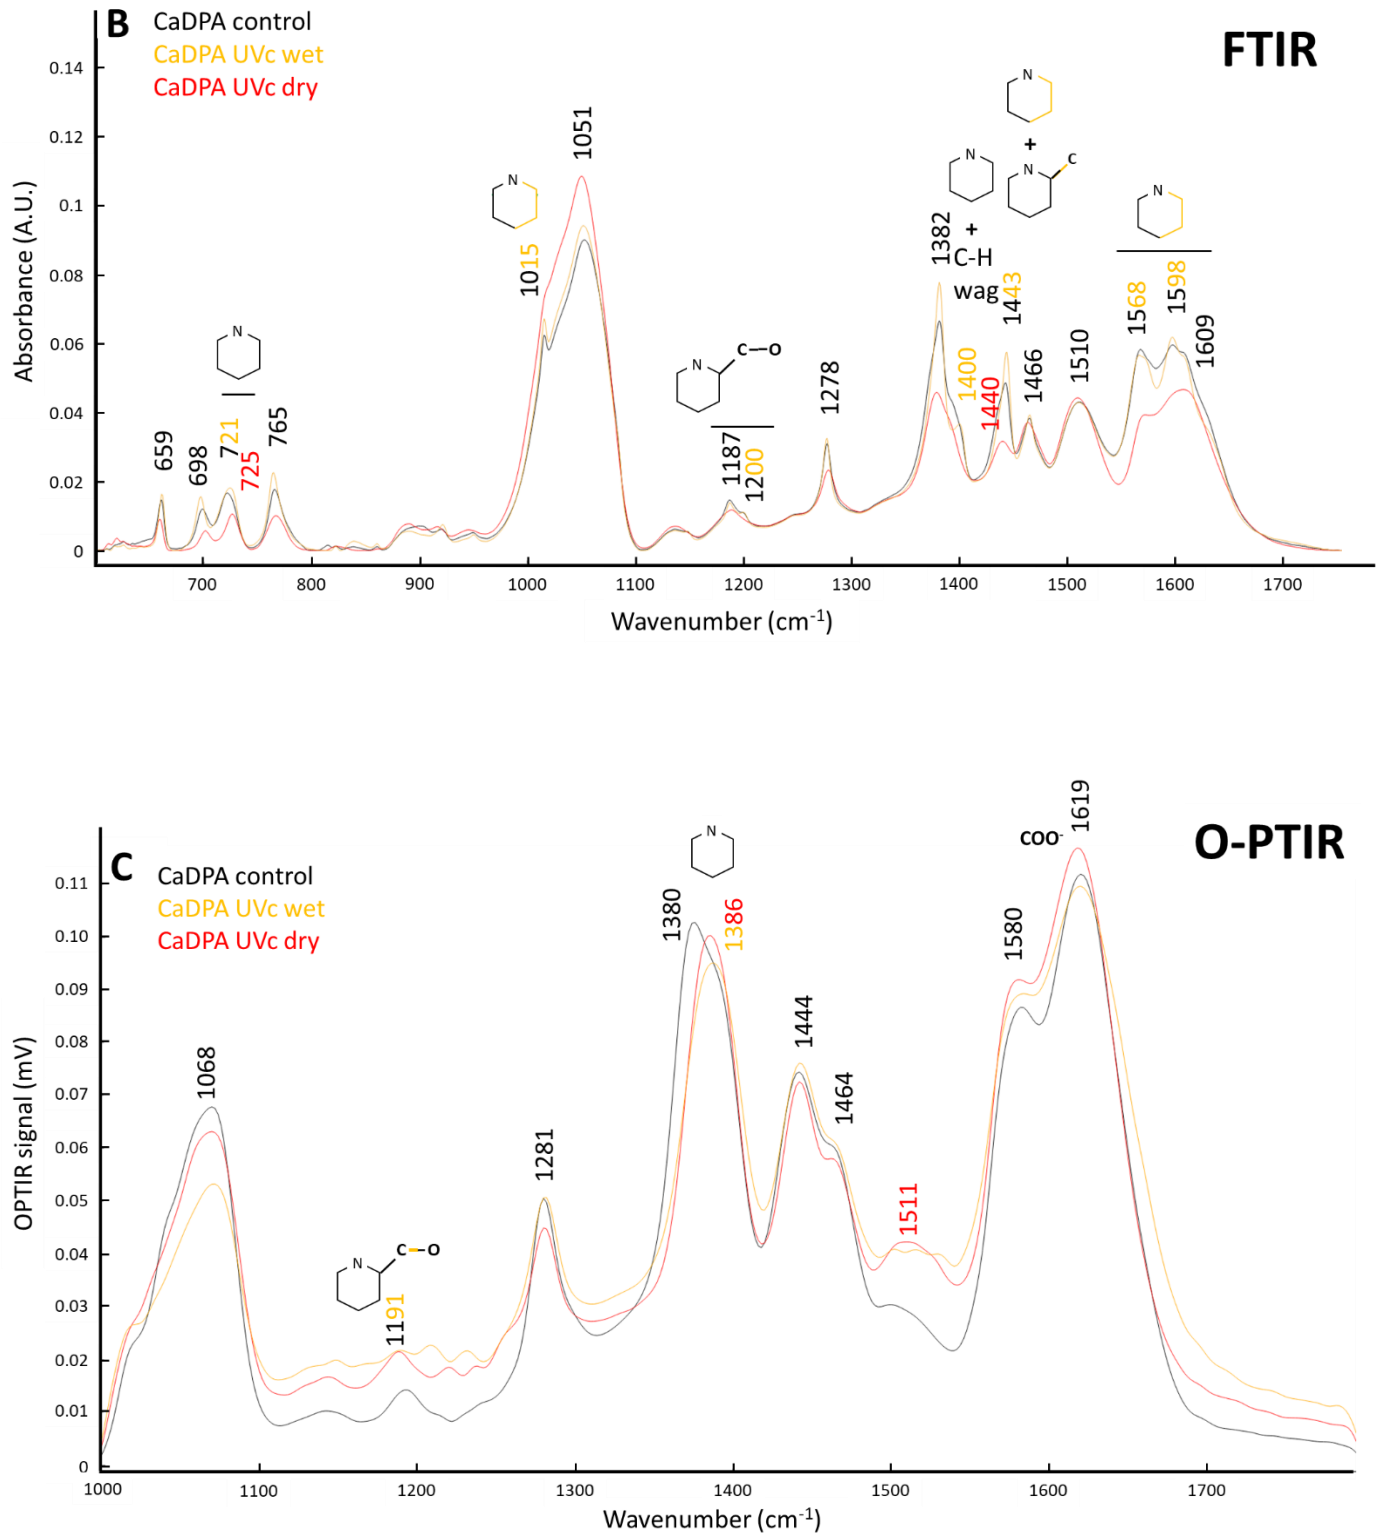 B
CaDPA control
CaDPA UVc wet
CaDPA UVc dry
FTIR
Absorbance (A.U.)
0.14
0.12
0.1
0.08
0.06
0.04
0.02
0
659
698
N
721
725
765
N
1015
1051
N
C–O
1187
1200
1278
1382
N
+
C-H
wag
1400
N
+
N
C
1440
1443
1466
1510
N
1568
1598
1609
700
800
900
1000
1100
1200
1300
1400
1500
1600
1700
Wavenumber (cm-1)
C
CaDPA control
CaDPA UVc wet
CaDPA UVc dry
O-PTIR
OPTIR signal (mV)
0.11
0.10
0.09
0.08
0.07
0.06
0.05
0.04
0.03
0.02
0.01
0
1068
N
C–O
1191
1281
N
1380
1386
1444
1464
1511
1580
COO-
1619
1000
1100
1200
1300
1400
1500
1600
1700
Wavenumber (cm-1)